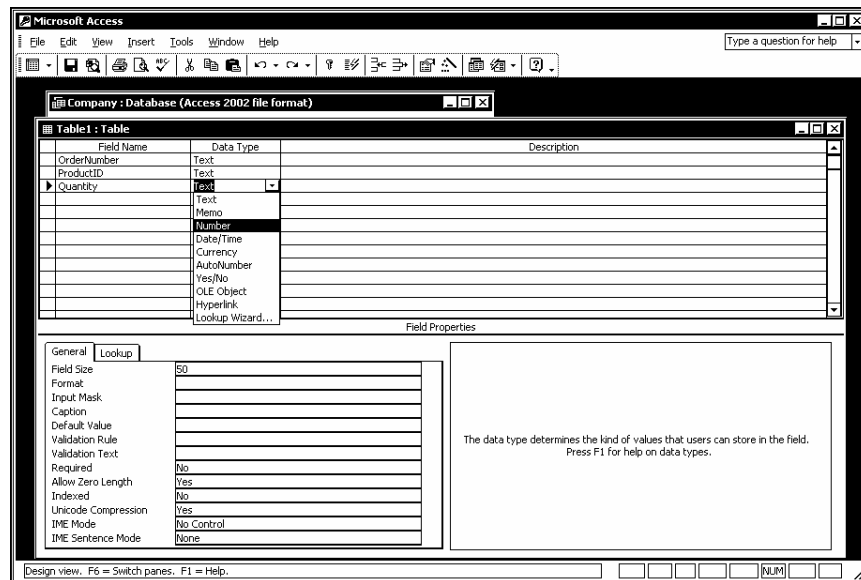 Microsoft Access
File Edit View Insert Tools Window Help
Type a question for help
Company : Database (Access 2002 file format)
Table1 : Table
Field Name Data Type Description
OrderNumber Text
ProductID Text
Quantity Text
Text
Memo
Number
Date/Time
Currency
AutoNumber
Yes/No
OLE Object
Hyperlink
Lookup Wizard...
Field Properties
General Lookup
Field Size 50
Format
Input Mask
Caption
Default Value
Validation Rule
Validation Text
Required No
Allow Zero Length Yes
Indexed No
Unicode Compression Yes
IME Mode No Control
IME Sentence Mode None
The data type determines the kind of values that users can store in the field.
Press F1 for help on data types.
Design view. F6 = Switch panes. F1 = Help.
NUM